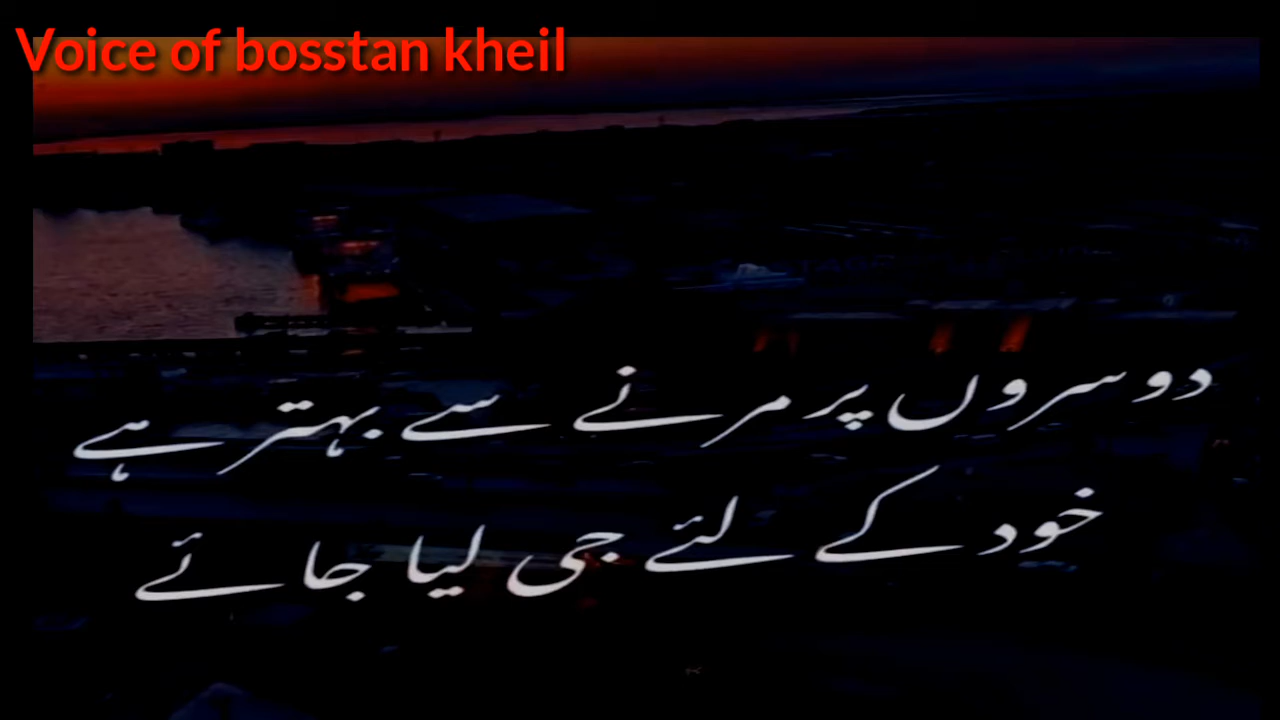 Voice of bosstan kheil
دوسروں پر مرنے سے بہتر ہے
خود کے لئے جی لیا جائے